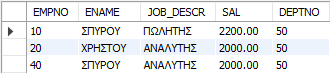 EMPNO ENAME JOB_DESCR SAL DEPTNO
10 ΣΠΥΡΟΥ ΠΩΛΗΤΗΣ 2200.00 50
20 ΧΡΗΣΤΟΥ ΑΝΑΛΥΤΗΣ 2000.00 50
40 ΣΠΥΡΟΥ ΑΝΑΛΥΤΗΣ 2000.00 50